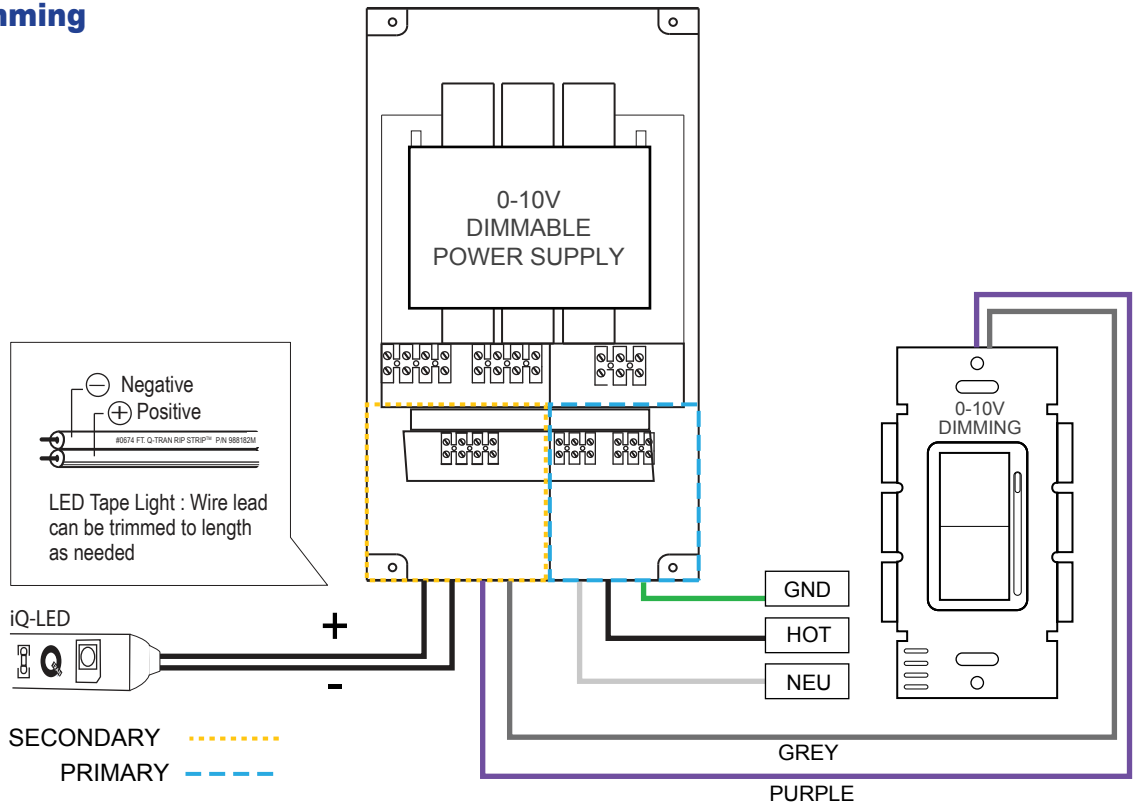 mming
0-10V
DIMMABLE
POWER SUPPLY
Negative
Positive
#0674 FT. Q-TRAN RIP STRIP™ P/N 988182M
LED Tape Light : Wire lead
can be trimmed to length
as needed
0-10V
DIMMING
iQ-LED
Q
+
-
GND
HOT
NEU
SECONDARY
PRIMARY
GREY
PURPLE